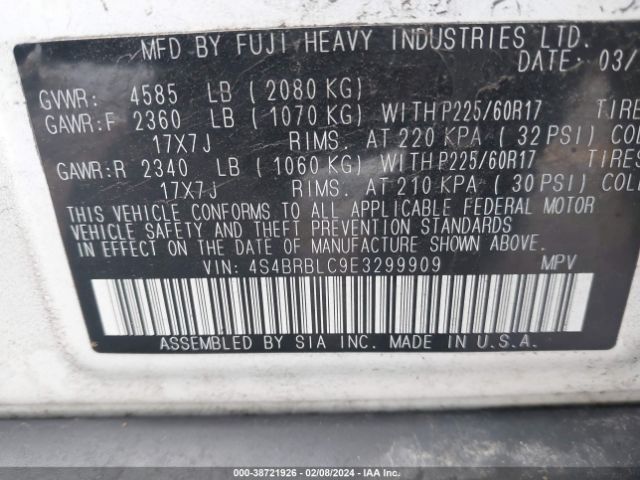 MFD BY FUJI HEAVY INDUSTRIES LTD.
DATE: 03/
GVWR: 4585 LB ( 2080 KG)
GAWR:F 2360 LB ( 1070 KG) WITH P225/60R17 TIRE
17X7J RIMS. AT 220 KPA ( 32 PSI) COL
GAWR:R 2340 LB ( 1060 KG) WITH P225/60R17 TIRES
17X7J RIMS. AT 210 KPA ( 30 PSI) COL
THIS VEHICLE CONFORMS TO ALL APPLICABLE FEDERAL MOTOR
VEHICLE SAFETY AND THEFT PREVENTION STANDARDS
IN EFFECT ON THE DATE OF MANUFACTURE SHOWN ABOVE.
VIN: 4S4BRBLC9E3299909 MPV
ASSEMBLED BY SIA INC. MADE IN U.S.A.
000-38721926 - 02/08/2024 - IAA Inc.